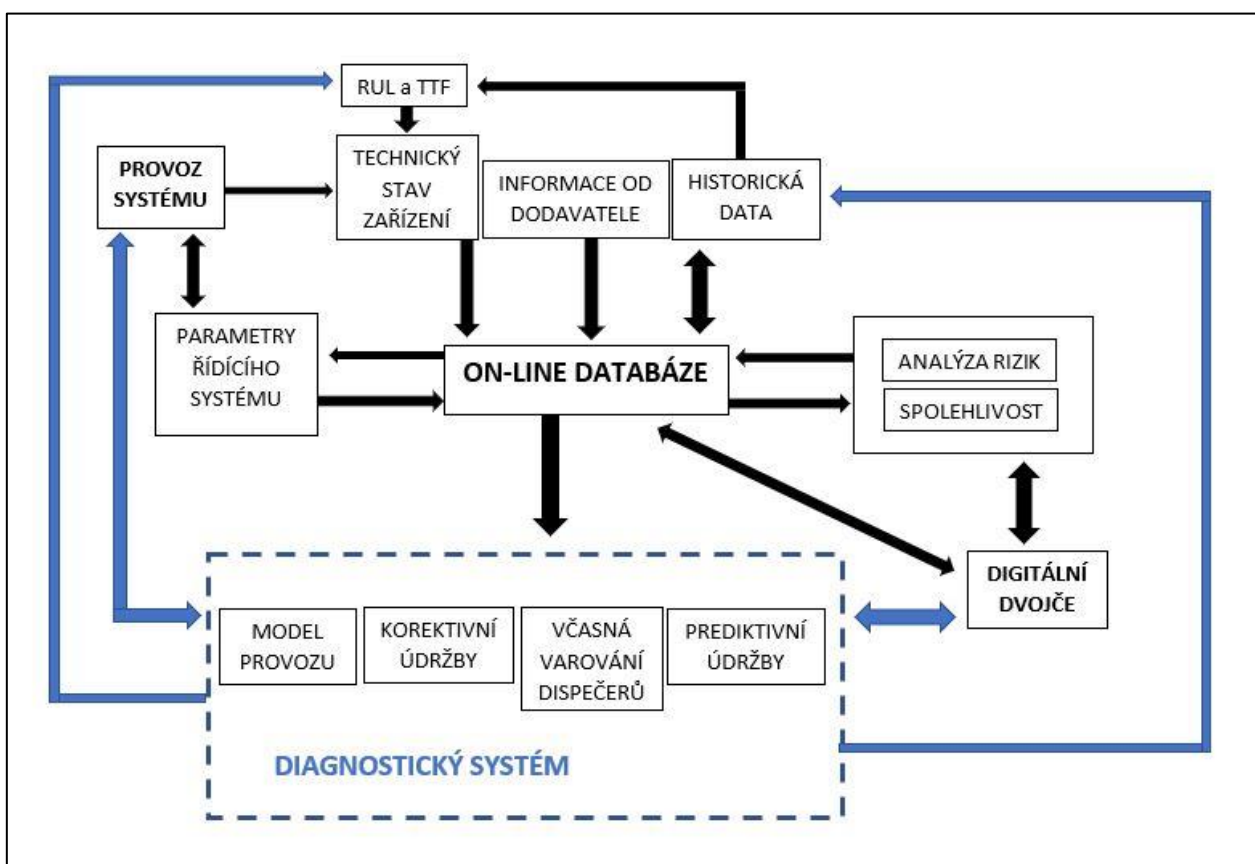 RUL a TTF
PROVOZ
SYSTÉMU
TECHNICKÝ
STAV
ZAŘÍZENÍ
INFORMACE OD
DODAVATELE
HISTORICKÁ
DATA
PARAMETRY
ŘÍDÍCÍHO
SYSTÉMU
ON-LINE DATABÁZE
ANALÝZA RIZIK
SPOLEHLIVOST
DIGITÁLNÍ
DVOJČE
MODEL
PROVOZU
KOREKTIVNÍ
ÚDRŽBY
VČASNÁ
VAROVÁNÍ
DISPEČERŮ
PREDIKTIVNÍ
ÚDRŽBY
DIAGNOSTICKÝ SYSTÉM